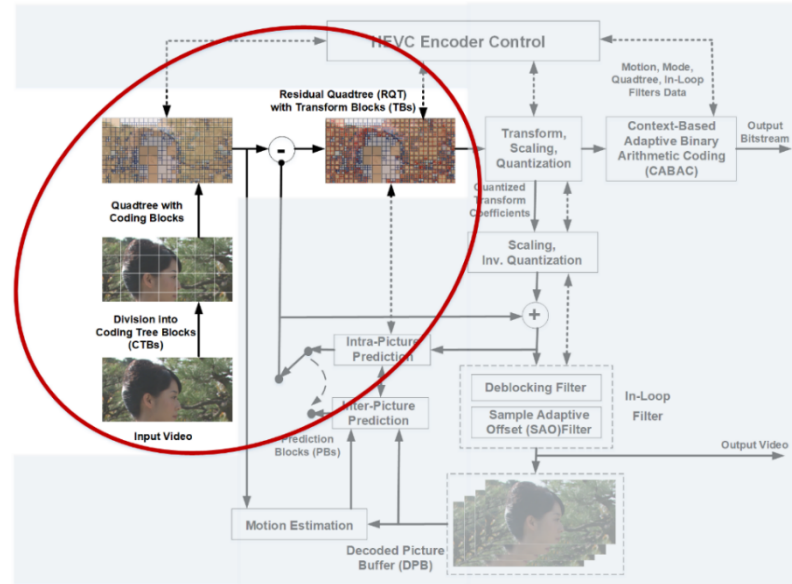 HEVC Encoder Control
Residual Quadtree (RQT)
with Transform Blocks (TBs)
Motion, Mode,
Quadtree, In-Loop
Filters Data
-
Transform,
Scaling,
Quantization
Context-Based
Adaptive Binary
Arithmetic Coding
(CABAC)
Output
Bitstream
Quadtree with
Coding Blocks
Quantized
Transform
Coefficients
Scaling,
Inv. Quantization
Division into
Coding Tree Blocks
(CTBs)
+
Intra-Picture
Prediction
Deblocking Filter
In-Loop
Filter
Inter-Picture
Prediction
Sample Adaptive
Offset (SAO)Filter
Input Video
Prediction
Blocks (PBs)
Output Video
Motion Estimation
Decoded Picture
Buffer (DPB)